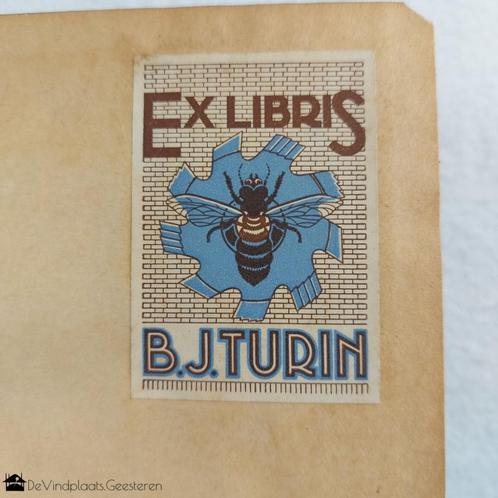 EX LIBRIS
B.J.TURIN
DeVindplaats.Geesteren